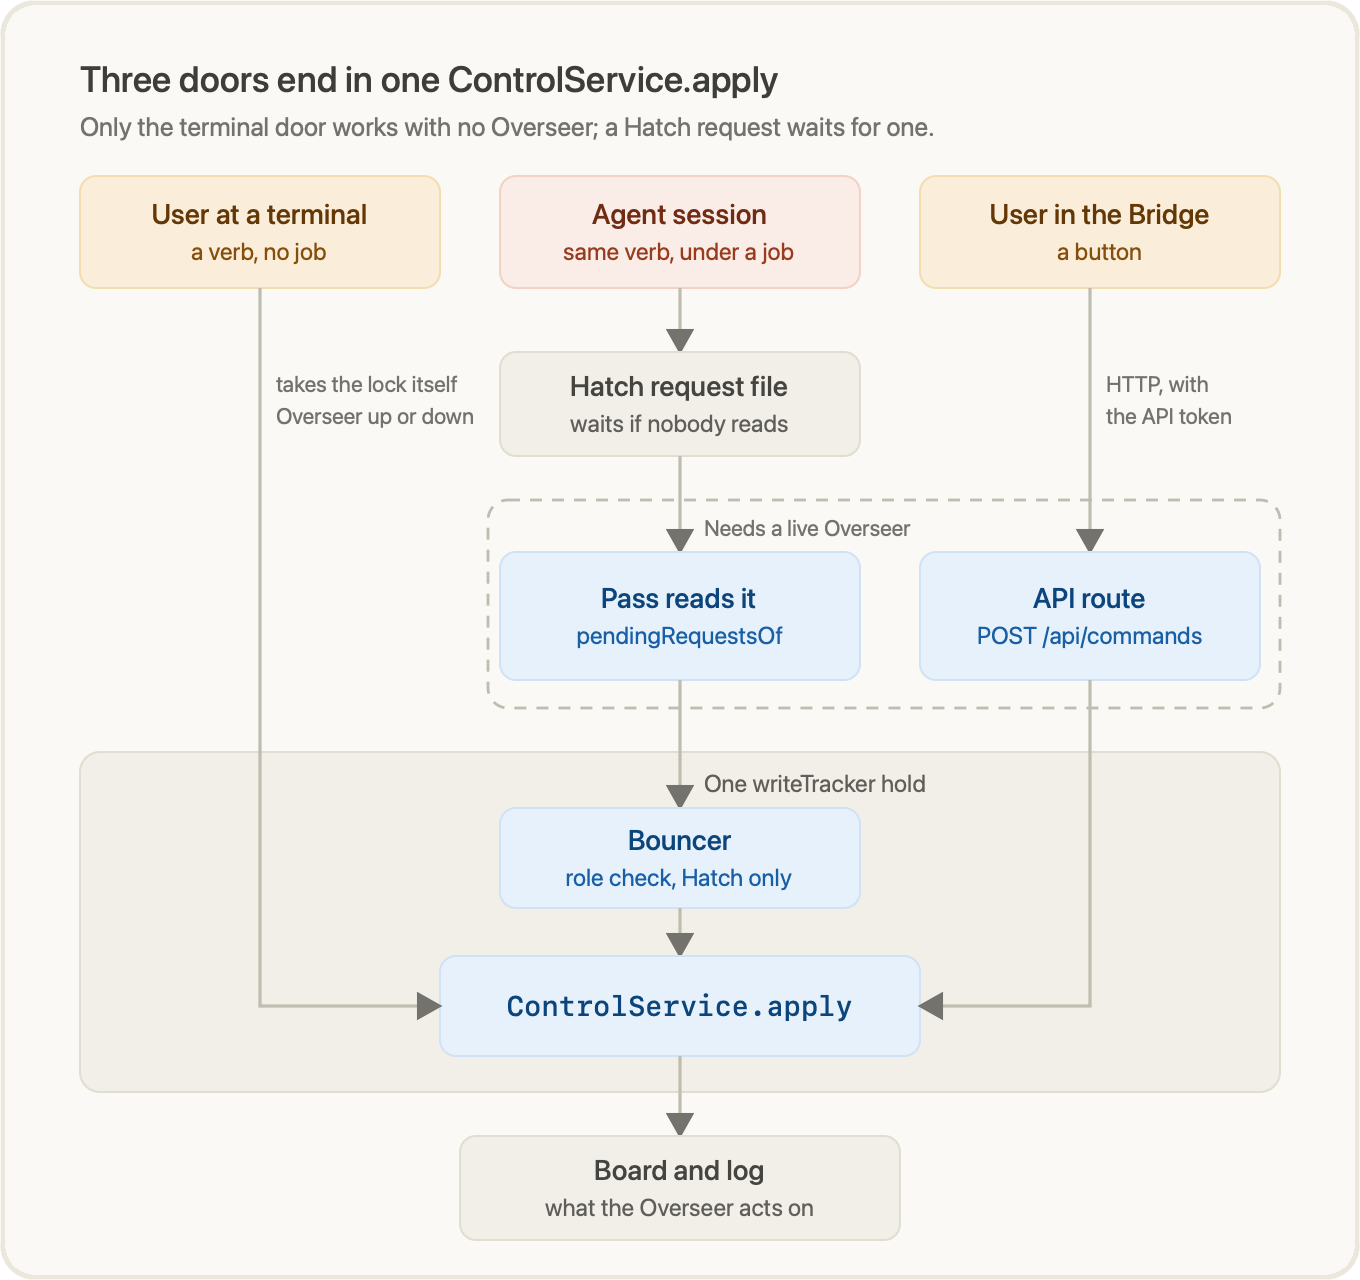 Three doors end in one ControlService.apply
Only the terminal door works with no Overseer; a Hatch request waits for one.
User at a terminal
a verb, no job
Agent session
same verb, under a job
User in the Bridge
a button
takes the lock itself
Overseer up or down
Hatch request file
waits if nobody reads
HTTP, with
the API token
Needs a live Overseer
Pass reads it
pendingRequestsOf
API route
POST /api/commands
One writeTracker hold
Bouncer
role check, Hatch only
ControlService.apply
Board and log
what the Overseer acts on